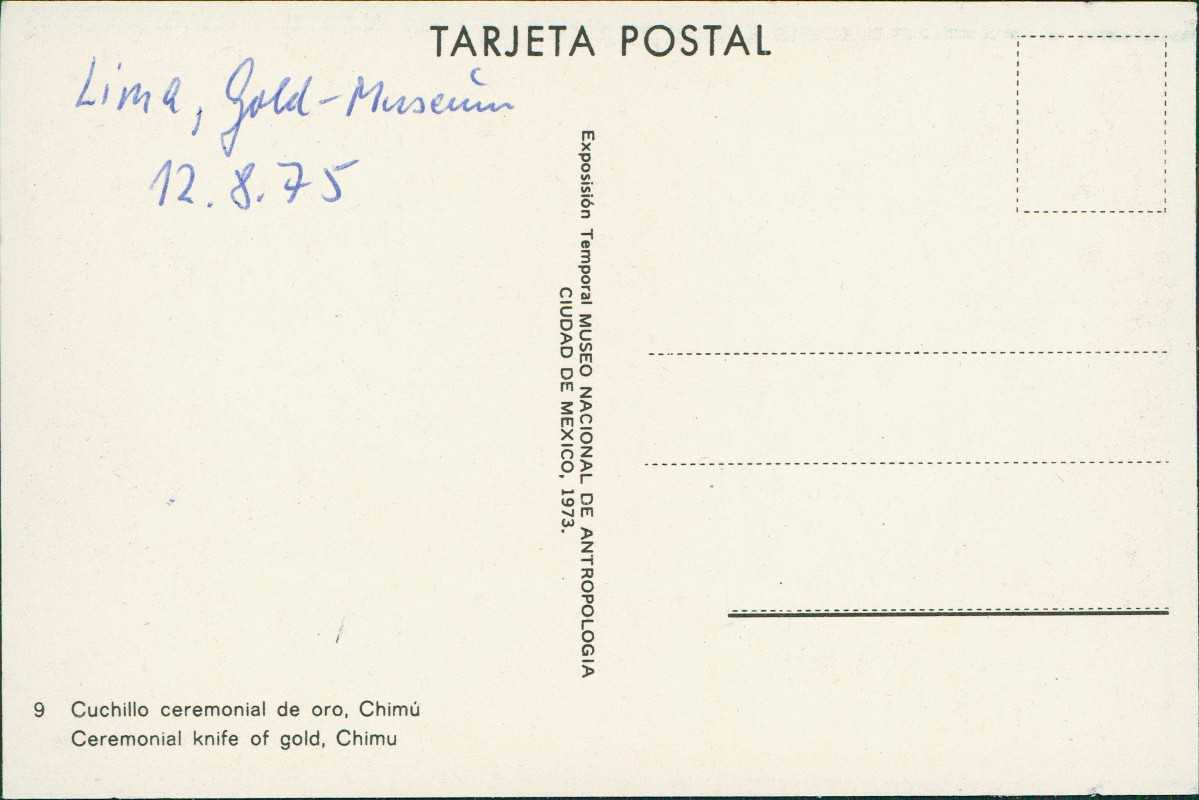 TARJETA POSTAL
Lima, Gold-Museum
12.8.75
Exposisión Temporal MUSEO NACIONAL DE ANTROPOLOGIA
CIUDAD DE MEXICO, 1973.
9 Cuchillo ceremonial de oro, Chimú
Ceremonial knife of gold, Chimu